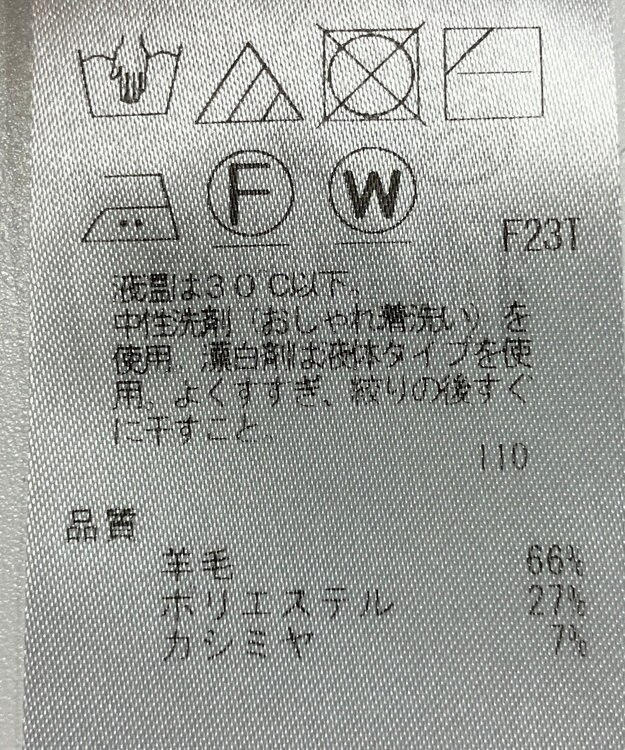 F
W
F23T
液温は30℃以下。
中性洗剤(おしゃれ着洗い)を
使用。漂白剤は液体タイプを使
用。よくすすぎ、絞りの後すぐ
に干すこと。
110
品質
羊毛 66%
ポリエステル 27%
カシミヤ 7%